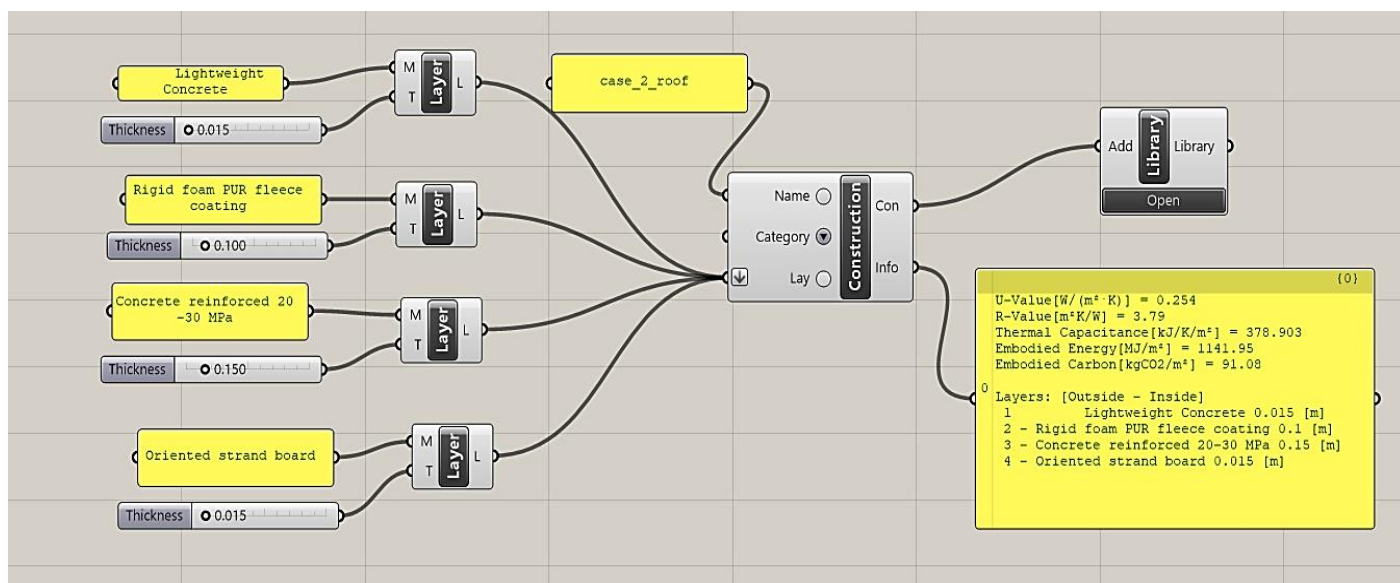 Lightweight
Concrete
Thickness 0.015
M
T
Layer
L
Rigid foam PUR fleece
coating
Thickness 0.100
M
T
Layer
L
Concrete reinforced 20
-30 MPa
Thickness 0.150
M
T
Layer
L
Oriented strand board
Thickness 0.015
M
T
Layer
L
case_2_roof
Name
Category
Lay
Construction
Con
Info
Add
Library
Library
Open
{0}
0
U-Value[W/(m²·K)] = 0.254
R-Value[m²K/W] = 3.79
Thermal Capacitance[kJ/K/m²] = 378.903
Embodied Energy[MJ/m²] = 1141.95
Embodied Carbon[kgCO2/m²] = 91.08
Layers: [Outside - Inside]
1 Lightweight Concrete 0.015 [m]
2 - Rigid foam PUR fleece coating 0.1 [m]
3 - Concrete reinforced 20-30 MPa 0.15 [m]
4 - Oriented strand board 0.015 [m]